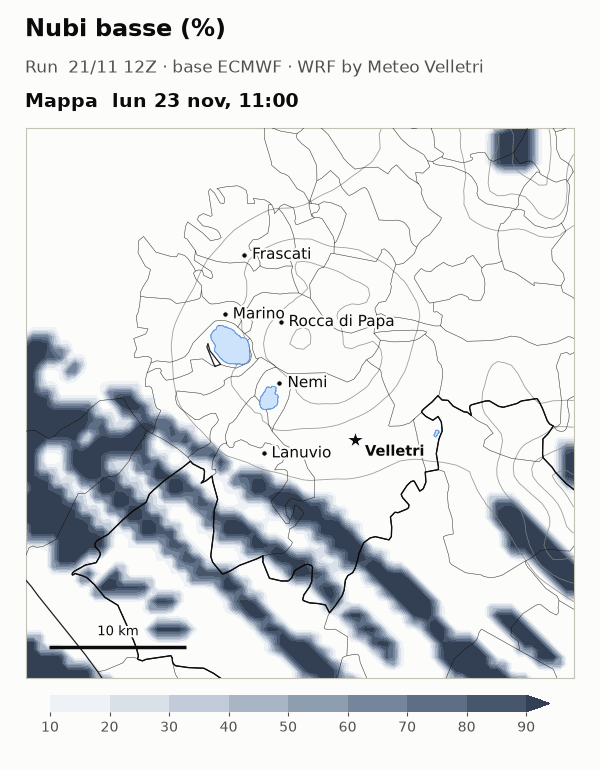 Nubi basse (%)
Run  21/11 12Z · base ECMWF · WRF by Meteo Velletri
Mappa  lun 23 nov, 11:00
Frascati
Marino
Rocca di Papa
Nemi
Velletri
Lanuvio
10 km
10 20 30 40 50 60 70 80 90